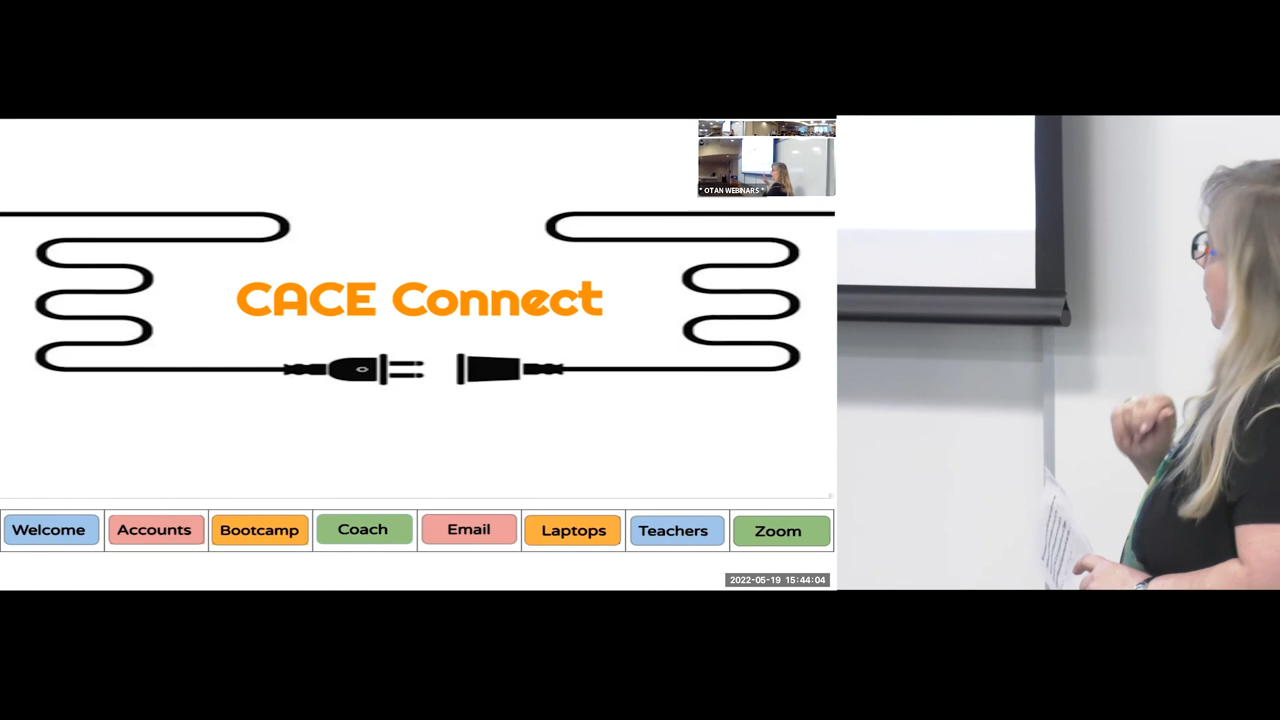 * OTAN WEBINARS *
CACE Connect
Welcome
Accounts
Bootcamp
Coach
Email
Laptops
Teachers
Zoom
2022-05-19 15:44:04